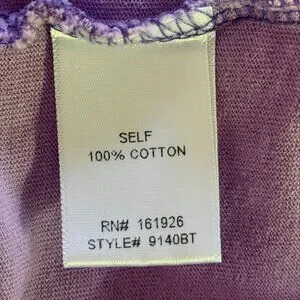 SELF
100% COTTON
RN# 161926
STYLE# 9140BT